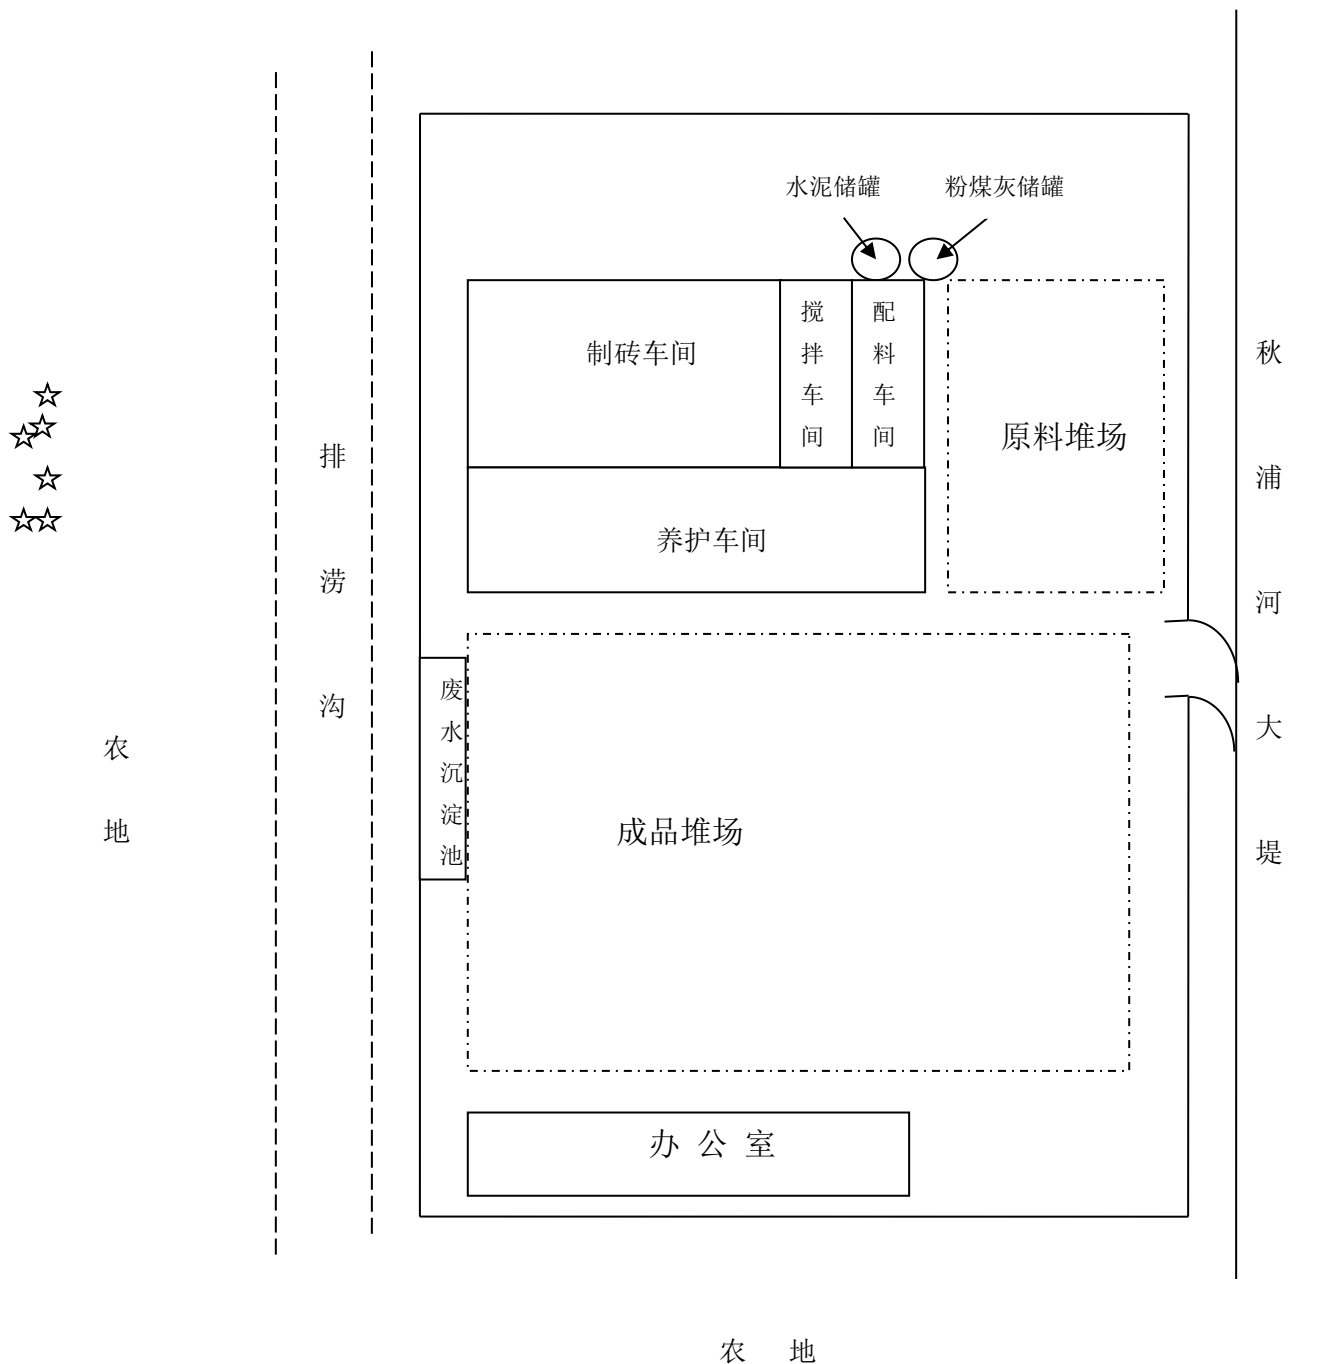 水泥储罐
粉煤灰储罐
制砖车间
搅拌车间
配料车间
原料堆场
养护车间
秋浦河大堤
排涝沟
农地
废水沉淀池
成品堆场
办 公 室
农 地